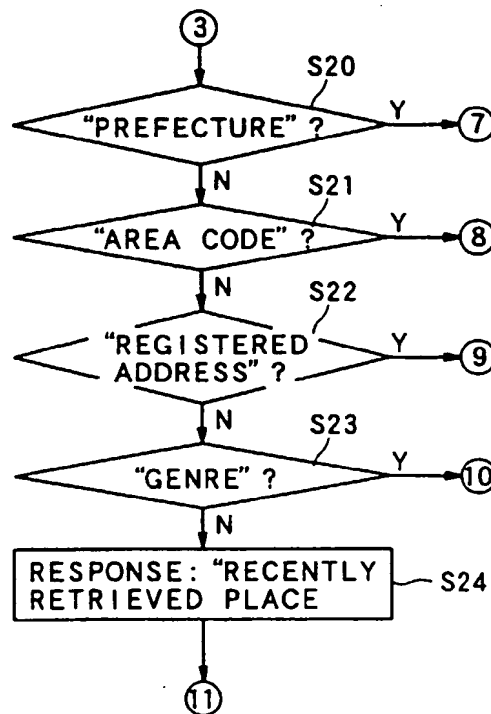 3
S20
"PREFECTURE" ?
Y
7
N
S21
"AREA CODE" ?
Y
8
N
S22
"REGISTERED
ADDRESS" ?
Y
9
N
S23
"GENRE" ?
Y
10
N
RESPONSE: "RECENTLY
RETRIEVED PLACE
S24
11